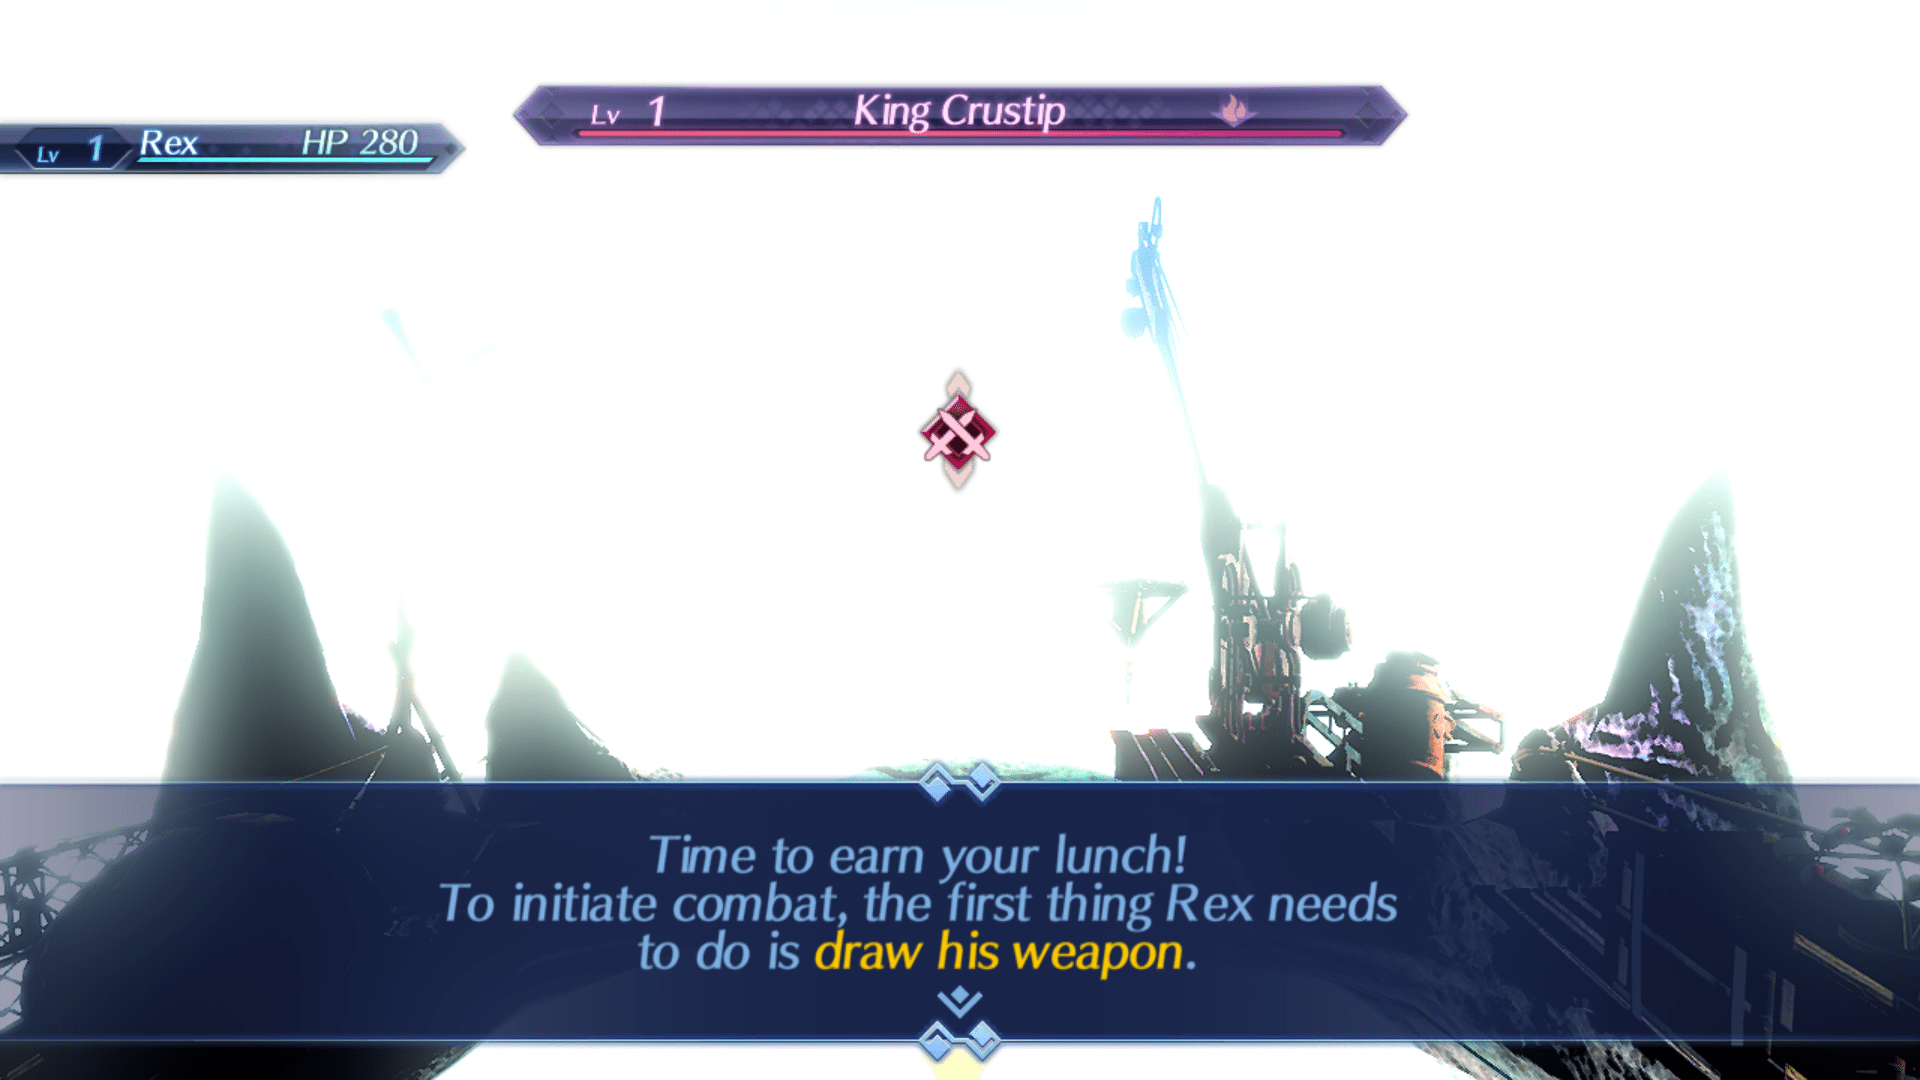 Lv 1 King Crustip
Lv 1 Rex HP 280
Time to earn your lunch!
To initiate combat, the first thing Rex needs
to do is draw his weapon.